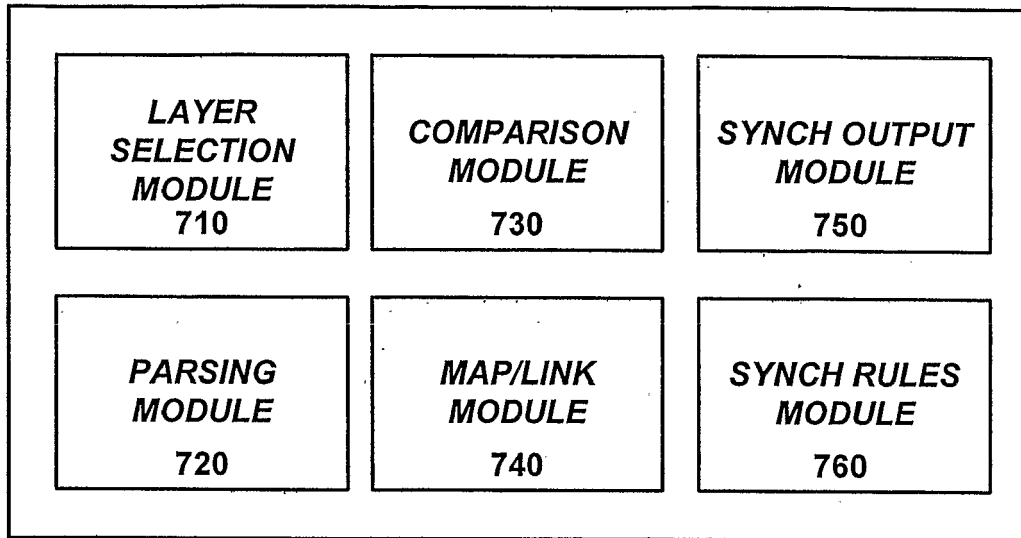 LAYER
SELECTION
MODULE
710
COMPARISON
MODULE
730
SYNCH OUTPUT
MODULE
750
PARSING
MODULE
720
MAP/LINK
MODULE
740
SYNCH RULES
MODULE
760